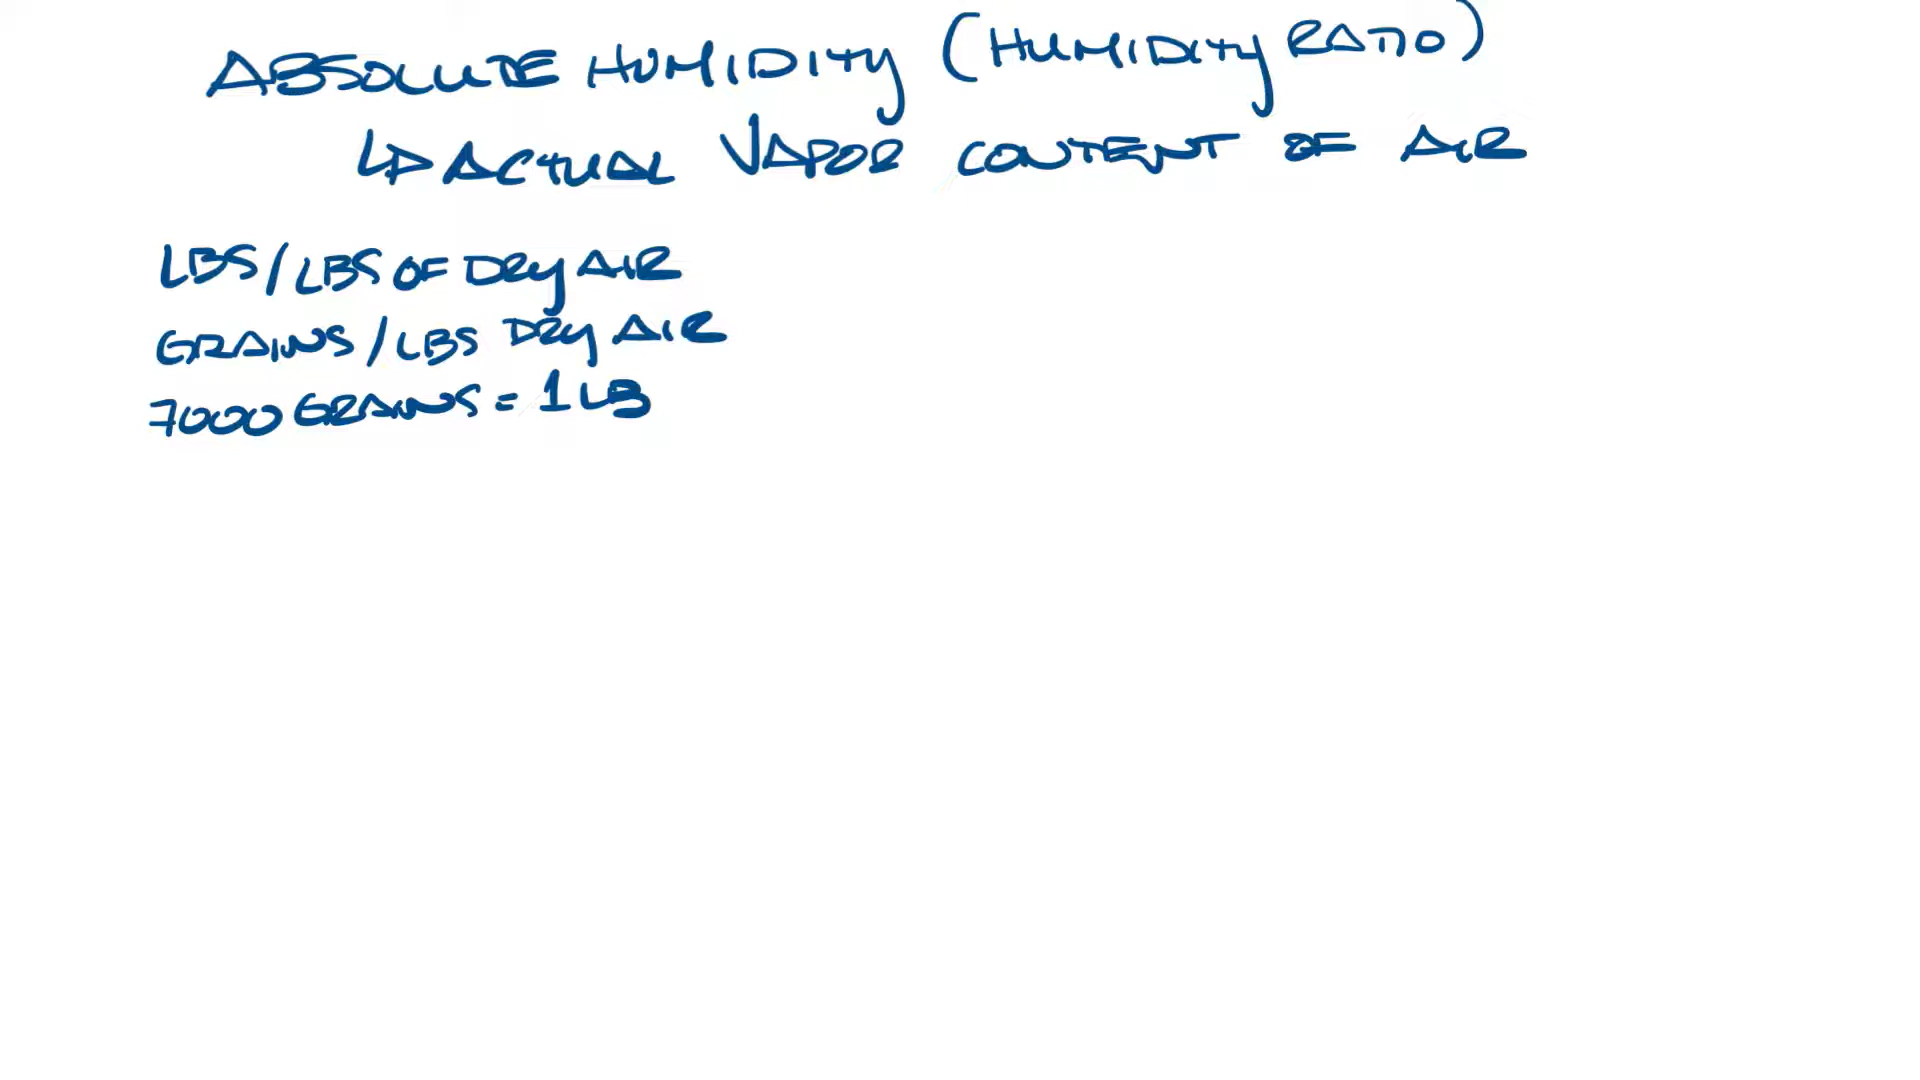 ABSOLUTE HUMIDITY (HUMIDITY RATIO)
↳ ACTUAL VAPOR CONTENT OF AIR
LBS/LBS OF DRY AIR
GRAINS/LBS DRY AIR
7000 GRAINS = 1 LB